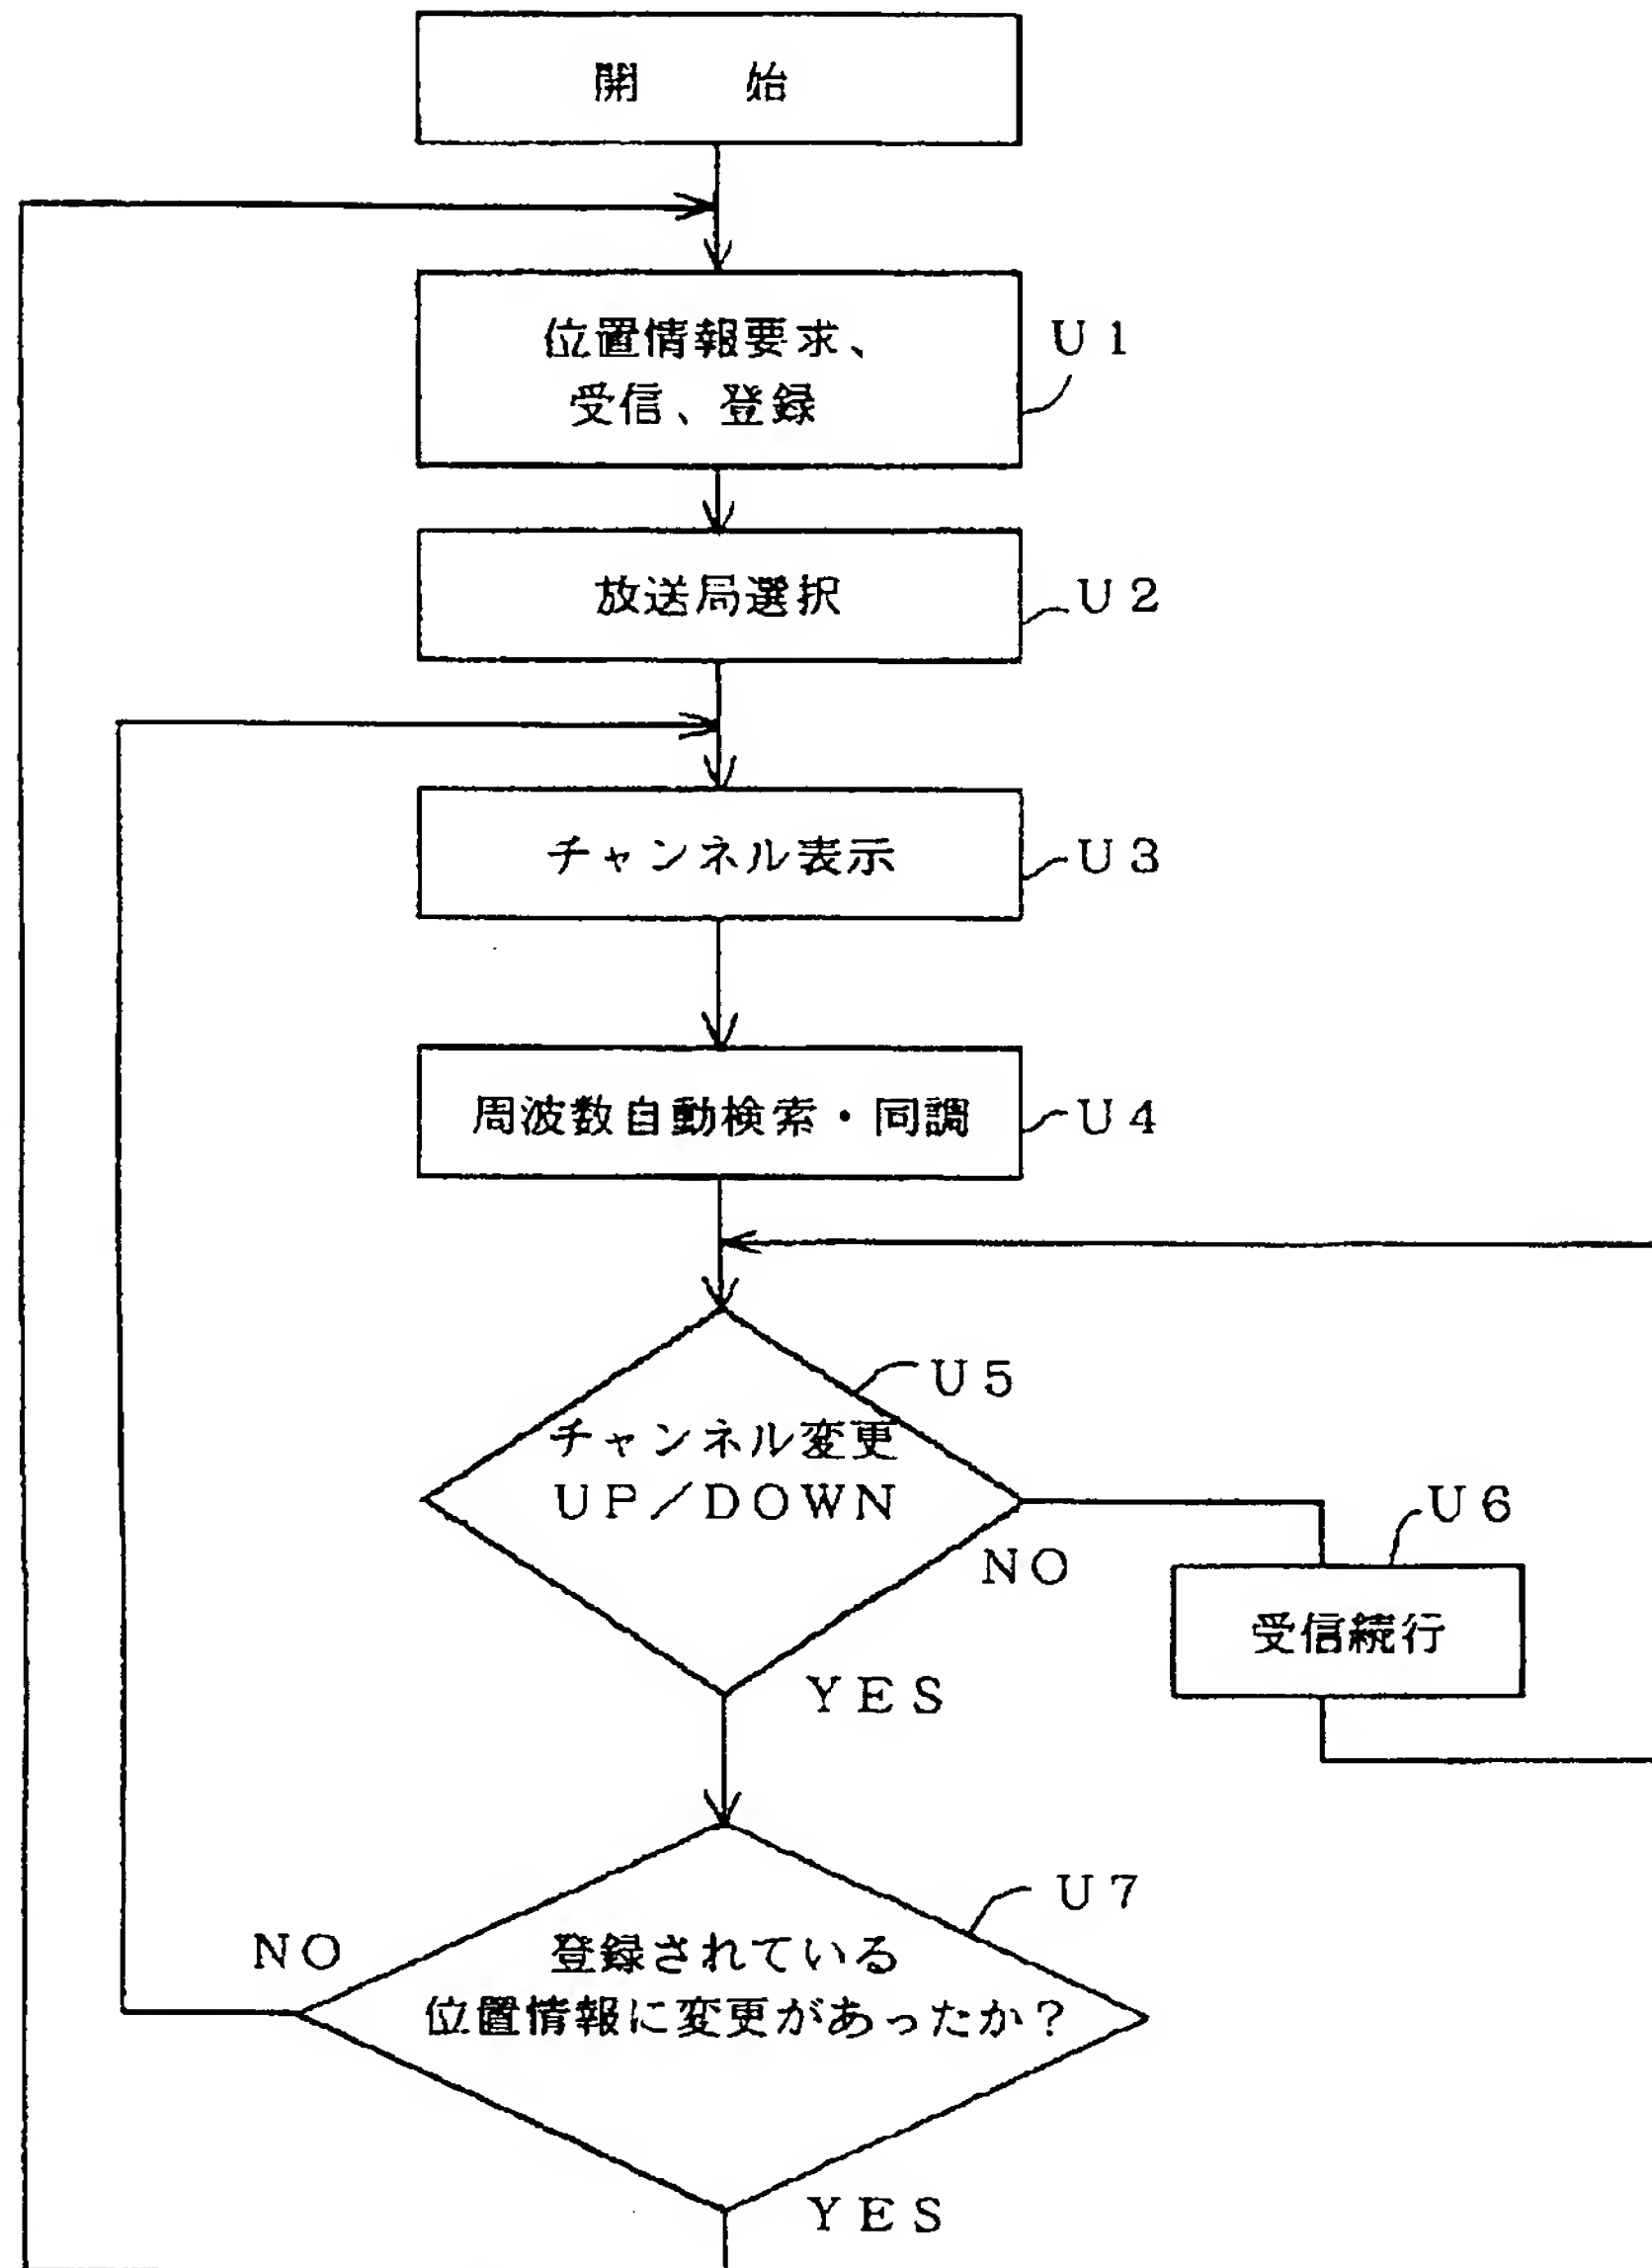 開　始
位置情報要求、
受信、登録
U1
放送局選択
U2
チャンネル表示
U3
周波数自動検索・同調
U4
U5
チャンネル変更
UP／DOWN
NO
YES
U6
受信続行
U7
NO
登録されている
位置情報に変更があったか？
YES